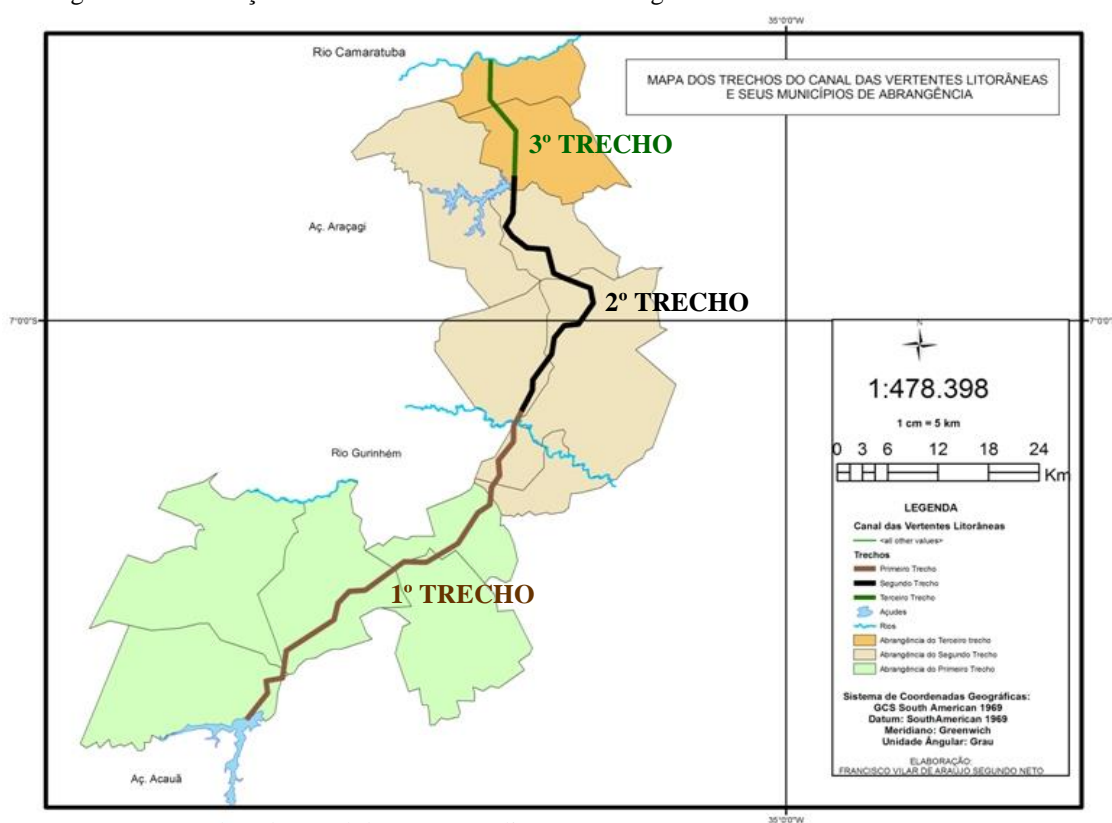 35°0'0"W
Rio Camaratuba
MAPA DOS TRECHOS DO CANAL DAS VERTENTES LITORÂNEAS
E SEUS MUNICÍPIOS DE ABRANGÊNCIA
3º TRECHO
Aç. Araçagi
2º TRECHO
7°0'0"S
7°0'0"S
N
1:478.398
1 cm = 5 km
0 3 6 12 18 24
Km
Rio Gurinhém
LEGENDA
Canal das Vertentes Litorâneas
<all other values>
Trechos
Primeiro Trecho
Segundo Trecho
Terceiro Trecho
Açudes
Rios
Abrangência do Terceiro trecho
Abrangência do Segundo Trecho
Abrangência do Primeiro Trecho
1º TRECHO
Sistema de Coordenadas Geográficas:
GCS South American 1969
Datum: SouthAmerican 1969
Meridiano: Greenwich
Unidade Ângular: Grau
ELABORAÇÃO:
FRANCISCO VILAR DE ARAÚJO SEGUNDO NETO
Aç. Acauã
35°0'0"W